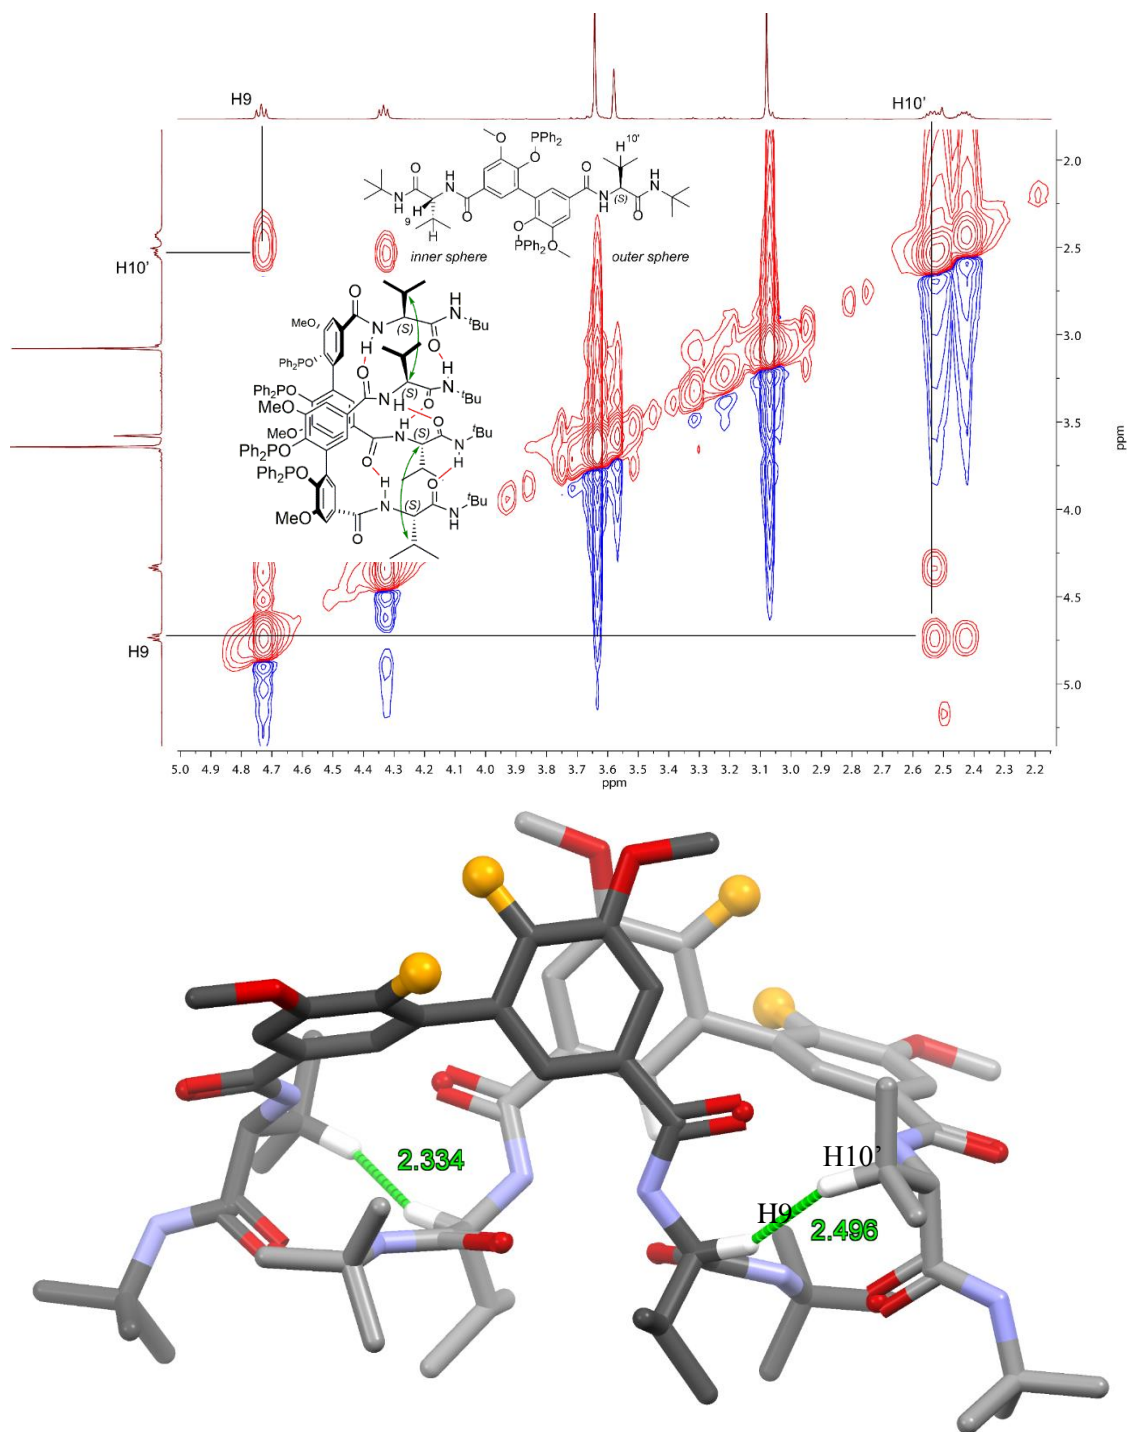 H9
H10'
O
PPh2
O
H 10'
O
H
N
O
N
H
9
H
O
N
H
(S)
H
N
O
O
PPh2
O
inner sphere
outer sphere
H10'
O
MeO
N
H
(S)
H
N
tBu
O
O
H
Ph2PO
O
N
H
(S)
O
N
tBu
Ph2PO
MeO
MeO
O
H
N
(S)
O
tBu
N
H
Ph2PO
Ph2PO
O
H
N
O
H
MeO
O
N
(S)
O
N
H
tBu
H9
2.0
2.5
3.0
3.5
4.0
4.5
5.0
ppm
5.0 4.9 4.8 4.7 4.6 4.5 4.4 4.3 4.2 4.1 4.0 3.9 3.8 3.7 3.6 3.5 3.4 3.3 3.2 3.1 3.0 2.9 2.8 2.7 2.6 2.5 2.4 2.3 2.2
ppm
2.334
H10'
H9
2.496